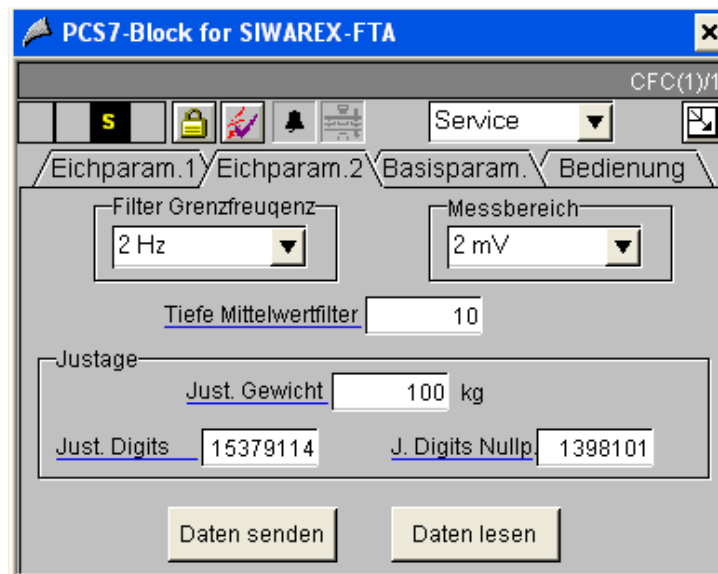 PCS7-Block for SIWAREX-FTA
CFC(1)/1
S Service
Eichparam.1 Eichparam.2 Basisparam. Bedienung
Filter Grenzfreuqenz Messbereich
2 Hz 2 mV
Tiefe Mittelwertfilter 10
Justage
Just. Gewicht 100 kg
Just. Digits 15379114 J. Digits Nullp. 1398101
Daten senden Daten lesen